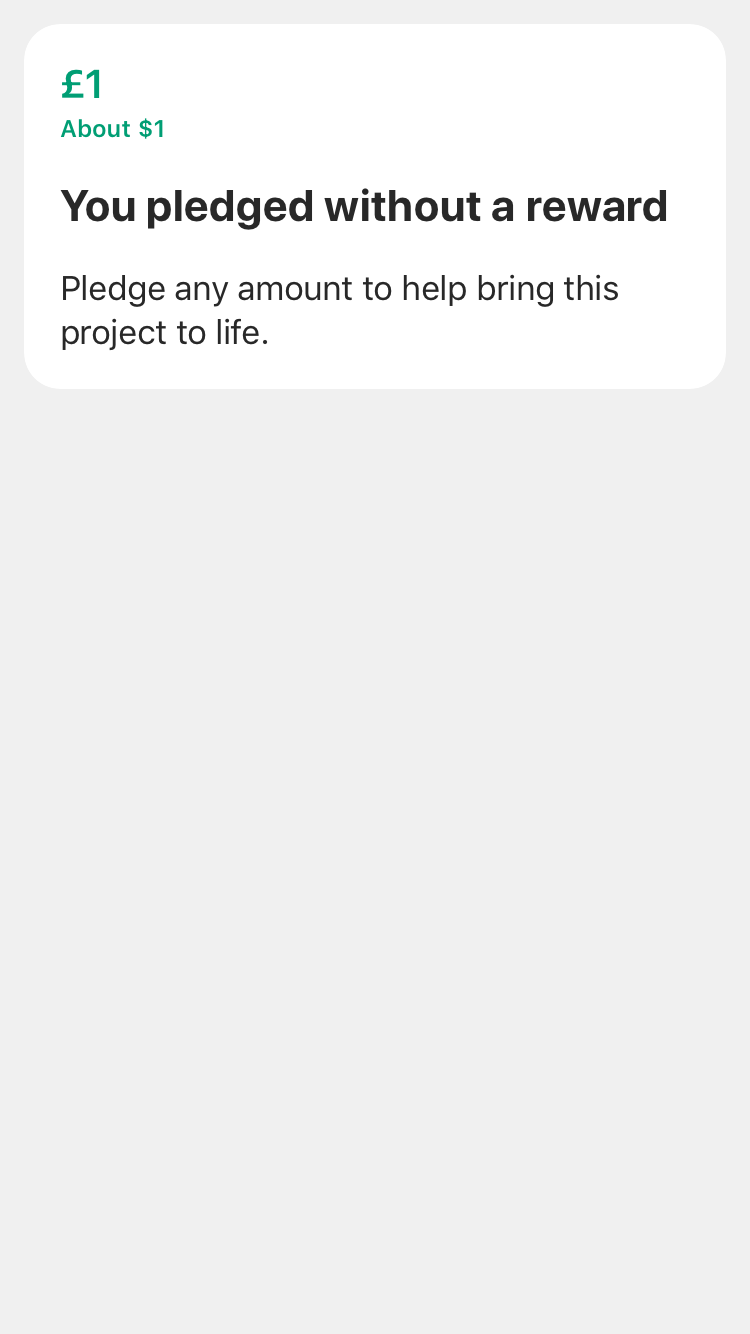 £1
About $1
You pledged without a reward
Pledge any amount to help bring this
project to life.